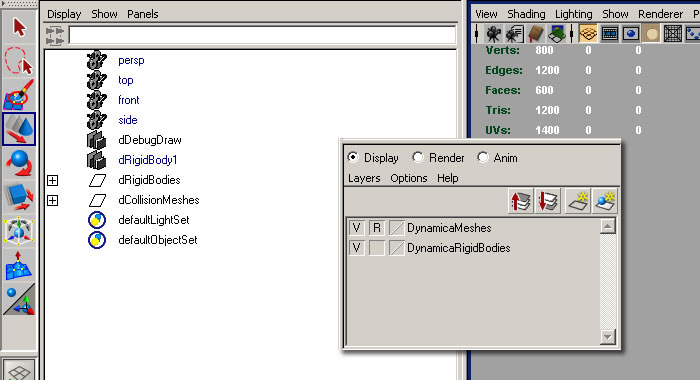 Display Show Panels
persp
top
front
side
dDebugDraw
dRigidBody1
dRigidBodies
dCollisionMeshes
defaultLightSet
defaultObjectSet
View Shading Lighting Show Renderer P
Verts: 800 0 0
Edges: 1200 0 0
Faces: 600 0 0
Tris: 1200 0 0
UVs: 1400 0 0
Display Render Anim
Layers Options Help
V R DynamicaMeshes
V DynamicaRigidBodies